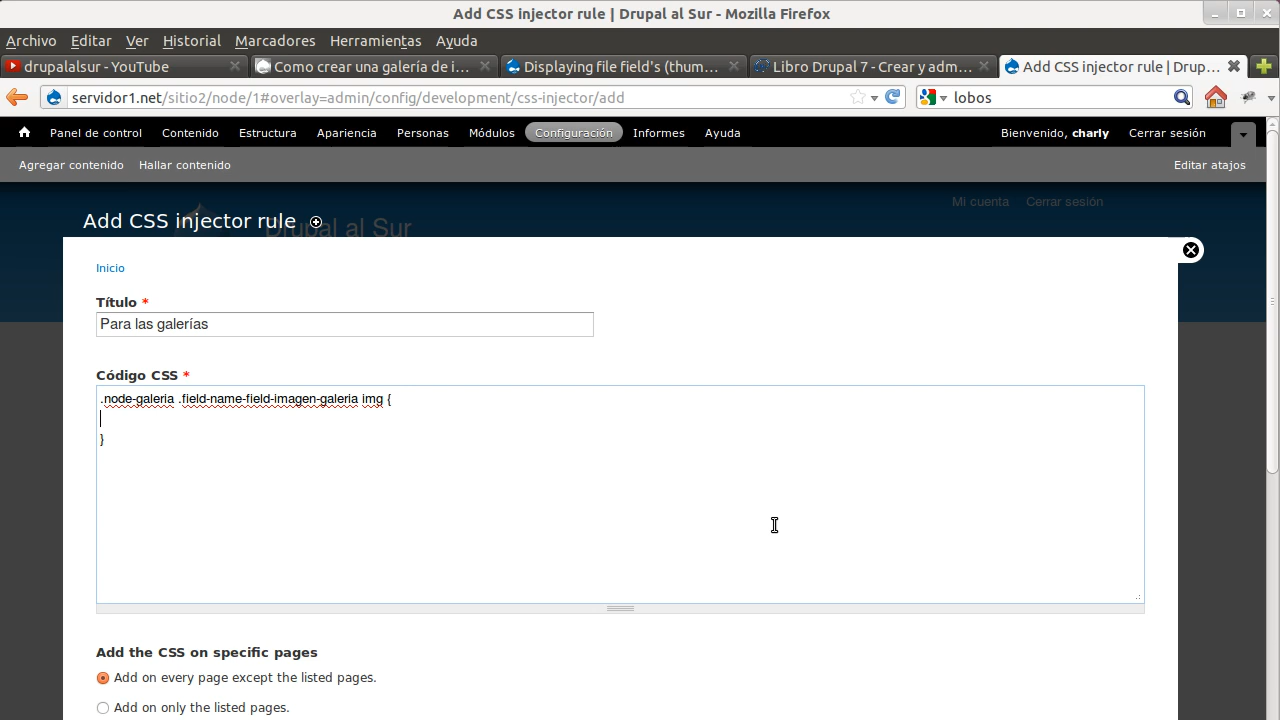 Add CSS injector rule | Drupal al Sur - Mozilla Firefox
Archivo Editar Ver Historial Marcadores Herramientas Ayuda
drupalalsur - YouTube Como crear una galería de i... Displaying file field's (thum... Libro Drupal 7 - Crear y adm... Add CSS injector rule | Drup...
servidor1.net/sitio2/node/1#overlay=admin/config/development/css-injector/add lobos
Panel de control Contenido Estructura Apariencia Personas Módulos Configuración Informes Ayuda Bienvenido, charly Cerrar sesión
Agregar contenido Hallar contenido Editar atajos
Mi cuenta Cerrar sesión
Add CSS injector rule
Drupal al Sur
Inicio
Título *
Para las galerías
Código CSS *
.node-galeria .field-name-field-imagen-galeria img {
}
Add the CSS on specific pages
Add on every page except the listed pages.
Add on only the listed pages.